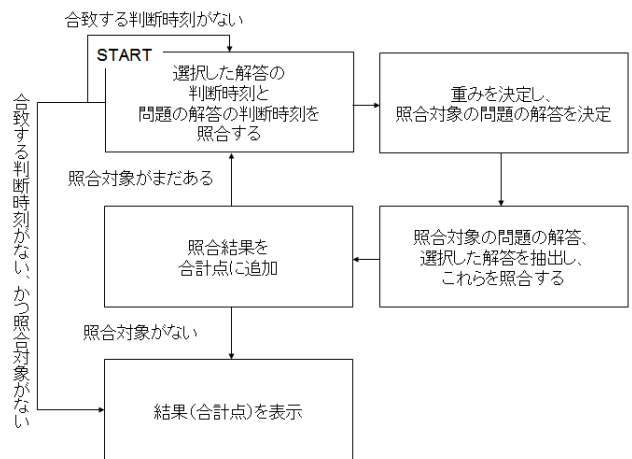 合致する判断時刻がない
START
選択した解答の
判断時刻と
問題の解答の判断時刻を
照合する
重みを決定し、
照合対象の問題の解答を決定
合致する判断時刻がない、かつ照合対象がない
照合対象がまだある
照合結果を
合計点に追加
照合対象の問題の解答、
選択した解答を抽出し、
これらを照合する
照合対象がない
結果(合計点)を表示